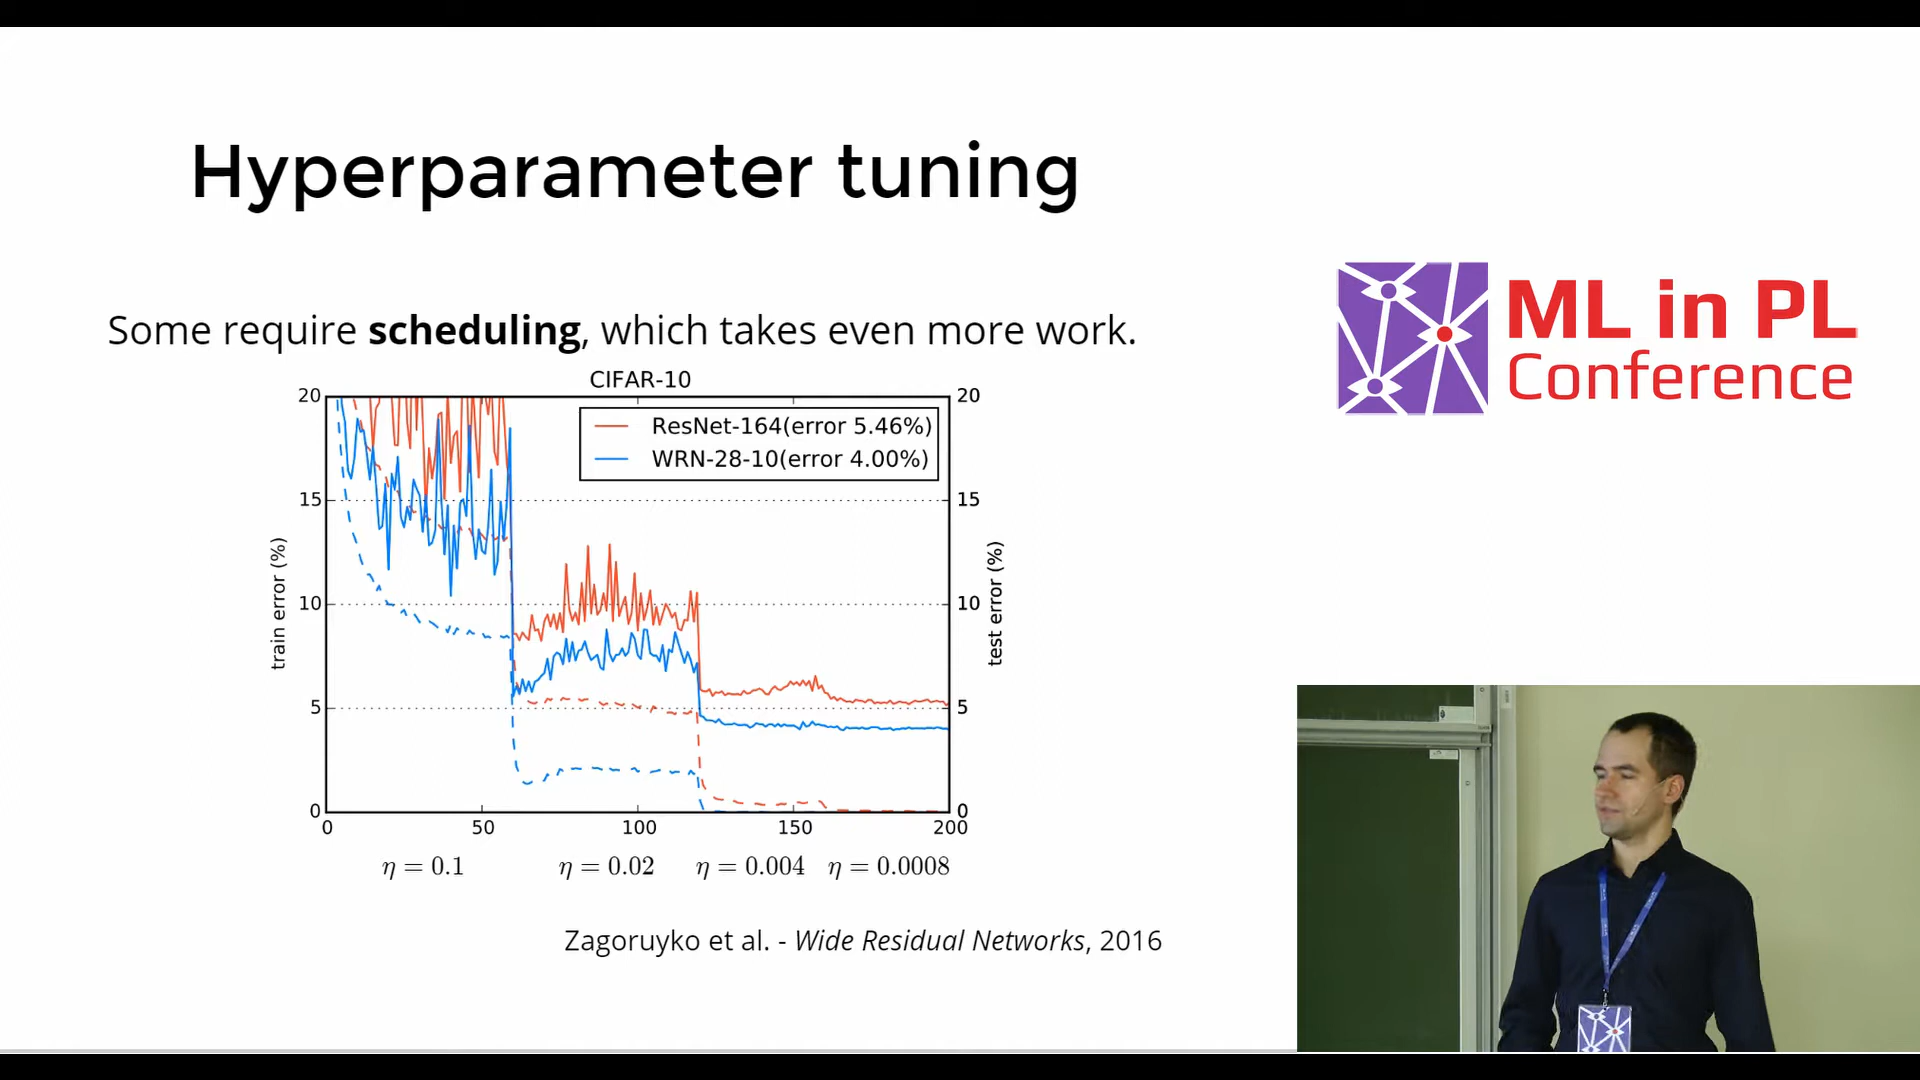 Hyperparameter tuning
Some require scheduling, which takes even more work.
CIFAR-10
ResNet-164(error 5.46%)
WRN-28-10(error 4.00%)
train error (%)
20
15
10
5
0
test error (%)
20
15
10
5
0
0 50 100 150 200
η = 0.1 η = 0.02 η = 0.004 η = 0.0008
Zagoruyko et al. - Wide Residual Networks, 2016
ML in PL
Conference